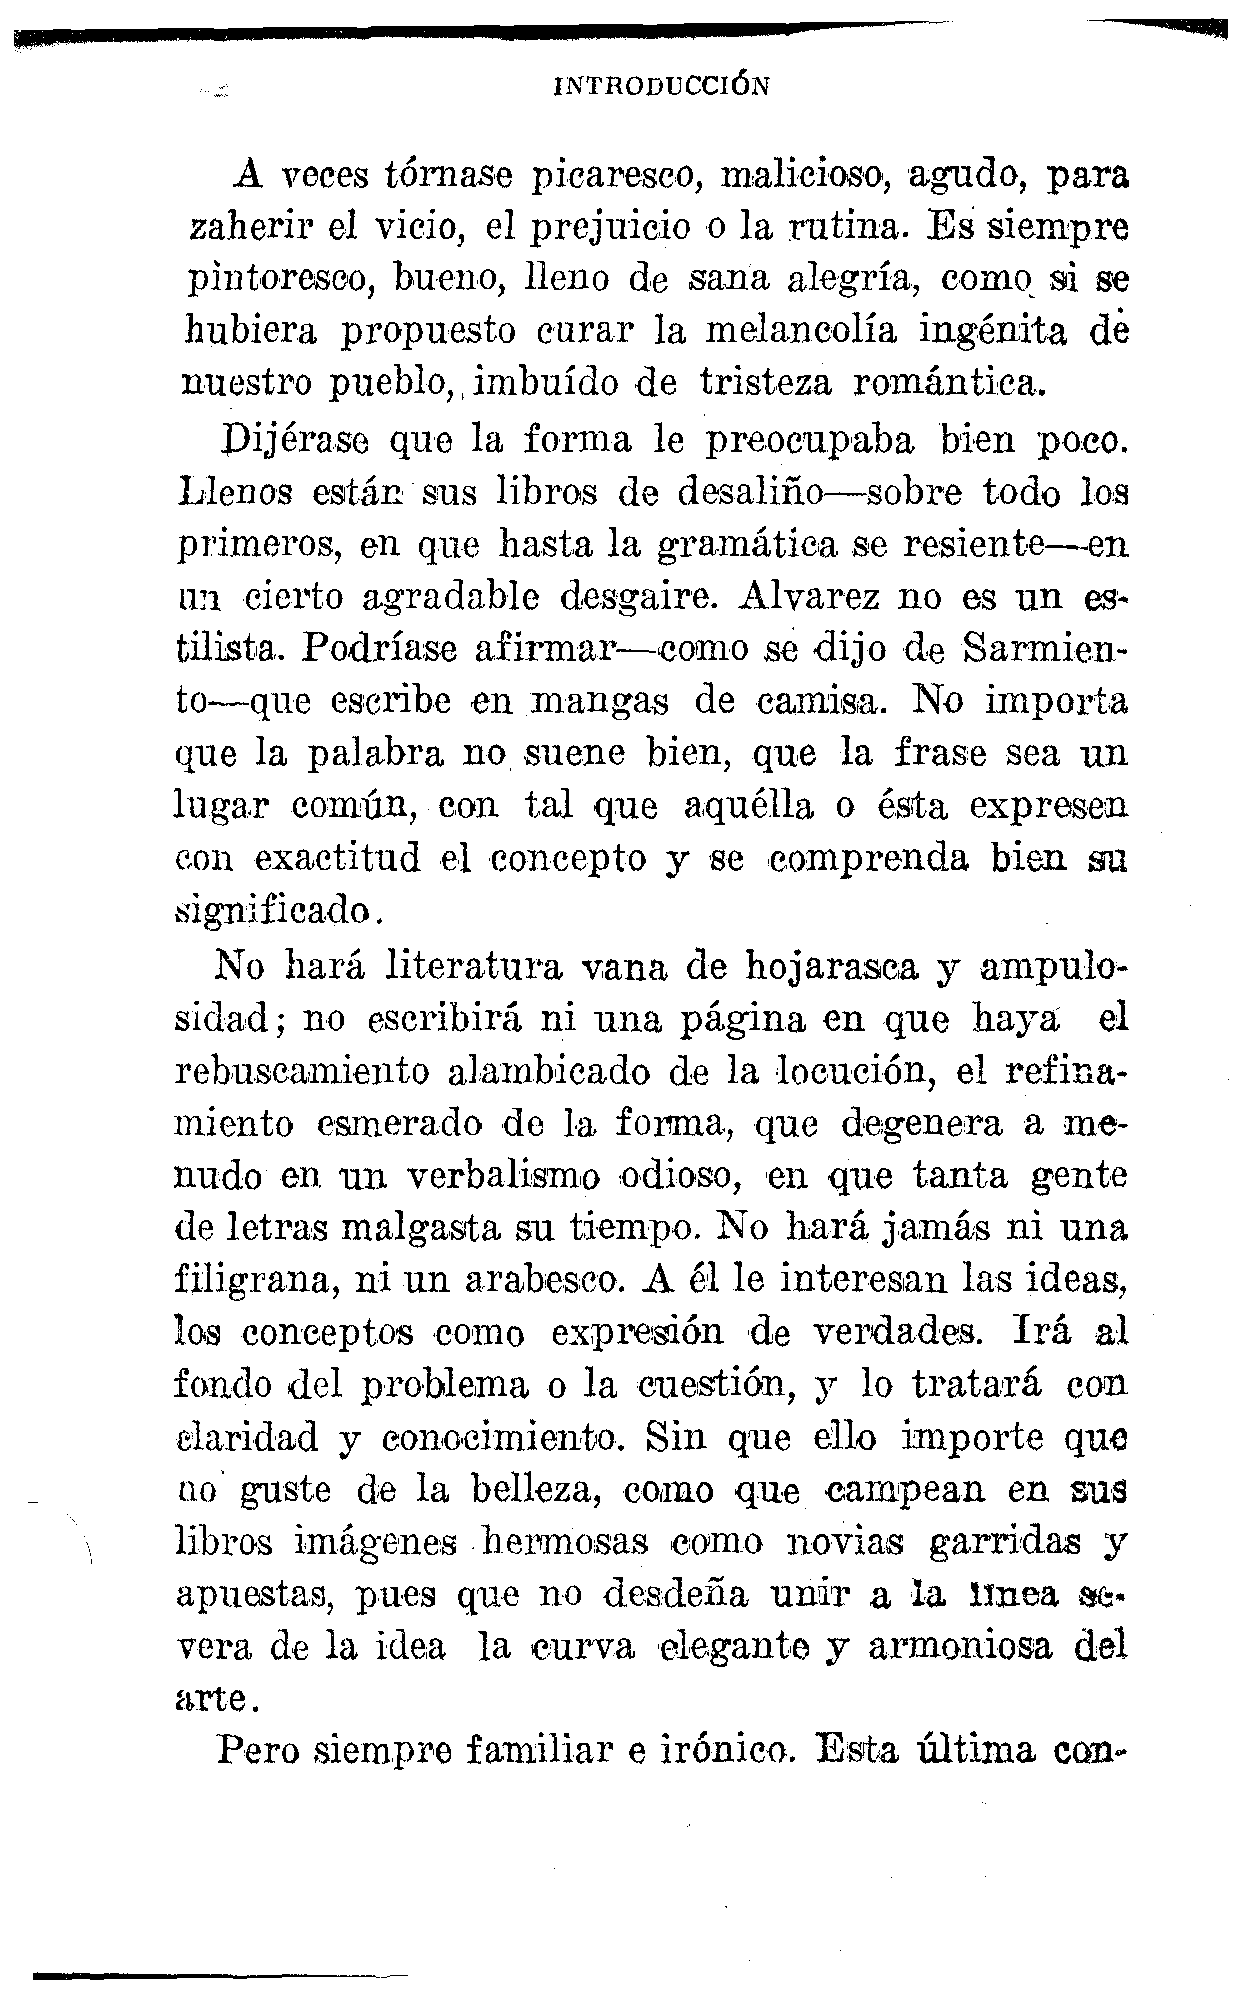 INTRODUCCIÓN
A veces tórnase picaresco, malicioso, agudo, para
zaherir el vicio, el prejuicio o la rutina. Es siempre
pintoresco, bueno, lleno de sana alegría, como si se
hubiera propuesto curar la melancolía ingénita de
nuestro pueblo, imbuído de tristeza romántica.
Dijérase que la forma le preocupaba bien poco.
Llenos están sus libros de desaliño—sobre todo los
primeros, en que hasta la gramática se resiente—en
un cierto agradable desgaire. Alvarez no es un es-
tilista. Podríase afirmar—como se dijo de Sarmien-
to—que escribe en mangas de camisa. No importa
que la palabra no suene bien, que la frase sea un
lugar común, con tal que aquélla o ésta expresen
con exactitud el concepto y se comprenda bien su
significado.
No hará literatura vana de hojarasca y ampulo-
sidad; no escribirá ni una página en que haya el
rebuscamiento alambicado de la locución, el refina-
miento esmerado de la forma, que degenera a me-
nudo en un verbalismo odioso, en que tanta gente
de letras malgasta su tiempo. No hará jamás ni una
filigrana, ni un arabesco. A él le interesan las ideas,
los conceptos como expresión de verdades. Irá al
fondo del problema o la cuestión, y lo tratará con
claridad y conocimiento. Sin que ello importe que
no guste de la belleza, como que campean en sus
libros imágenes hermosas como novias garridas y
apuestas, pues que no desdeña unir a la línea se-
vera de la idea la curva elegante y armoniosa del
arte.
Pero siempre familiar e irónico. Esta última con-